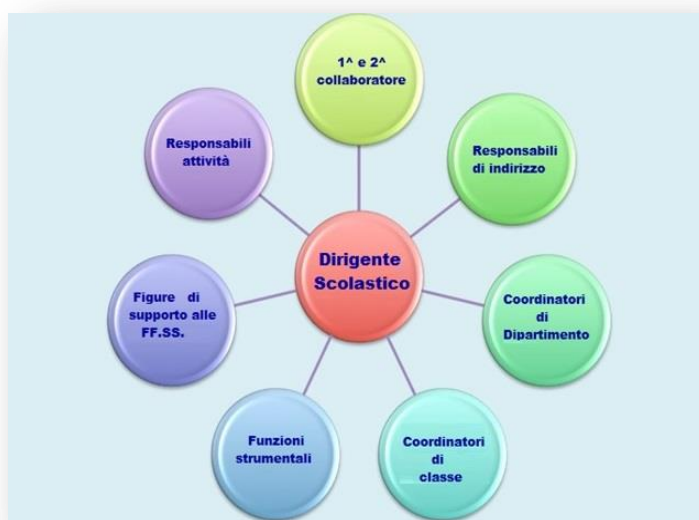 1^ e 2^
collaboratore
Responsabili
attività
Responsabili
di indirizzo
Dirigente
Scolastico
Figure di
supporto alle
FF.SS.
Coordinatori
di
Dipartimento
Funzioni
strumentali
Coordinatori
di
classe